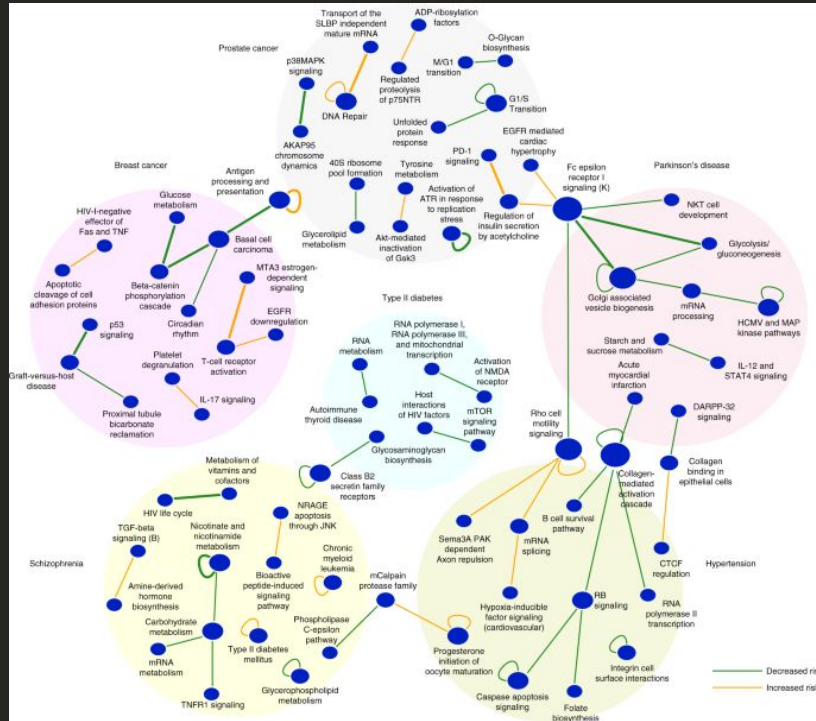 Transport of the
SLBP independent
mature mRNA
ADP-ribosylation
factors
Prostate cancer
p38MAPK
signaling
O-Glycan
biosynthesis
M/G1
transition
Regulated
proteolysis
of p75NTR
DNA Repair
G1/S
Transition
AKAP95
chromosome
dynamics
Unfolded
protein
response
EGFR mediated
cardiac
hypertrophy
PD-1
signaling
Breast cancer
Antigen
processing and
presentation
40S ribosome
pool formation
Tyrosine
metabolism
Fc epsilon
receptor I
signaling (K)
Parkinson's disease
Activation of
ATR in response
to replication
stress
Glucose
metabolism
HIV-I-negative
effector of
Fas and TNF
Basal cell
carcinoma
Glycerolipid
metabolism
Akt-mediated
inactivation
of Gsk3
Regulation of
insulin secretion
by acetylcholine
NKT cell
development
Glycolysis/
gluconeogenesis
Apoptotic
cleavage of cell
adhesion proteins
Beta-catenin
phosphorylation
cascade
MTA3 estrogen-
dependent
signaling
Golgi associated
vesicle biogenesis
mRNA
processing
HCMV and MAP
kinase pathways
Circadian
rhythm
EGFR
downregulation
Type II diabetes
p53
signaling
RNA
metabolism
RNA polymerase I,
RNA polymerase III,
and mitochondrial
transcription
Starch and
sucrose metabolism
Platelet
degranulation
T-cell receptor
activation
Activation
of NMDA
receptor
Acute
myocardial
infarction
IL-12 and
STAT4 signaling
Graft-versus-host
disease
Host
interactions
of HIV factors
IL-17 signaling
Autoimmune
thyroid disease
mTOR
signaling
pathway
Rho cell
motility
signaling
DARPP-32
signaling
Proximal tubule
bicarbonate
reclamation
Glycosaminoglycan
biosynthesis
Collagen
binding in
epithelial cells
Metabolism of
vitamins and
cofactors
Class B2
secretin family
receptors
Collagen-
mediated
activation
cascade
HIV life cycle
NRAGE
apoptosis
through JNK
B cell survival
pathway
TGF-beta
signaling (B)
Nicotinate and
nicotinamide
metabolism
Sema3A PAK
dependent
Axon repulsion
mRNA
splicing
Chronic
myeloid
leukemia
Schizophrenia
CTCF
regulation
Hypertension
mCalpain
protease family
Amine-derived
hormone
biosynthesis
Bioactive
peptide-induced
signaling
pathway
Hypoxia-inducible
factor signaling
(cardiovascular)
RB
signaling
RNA
polymerase II
transcription
Carbohydrate
metabolism
Phospholipase
C-epsilon
pathway
Type II diabetes
mellitus
mRNA
metabolism
Progesterone
initiation of
oocyte maturation
Integrin cell
surface interactions
Decreased ris
Increased risk
TNFR1 signaling
Glycerophospholipid
metabolism
Caspase apoptosis
signaling
Folate
biosynthesis